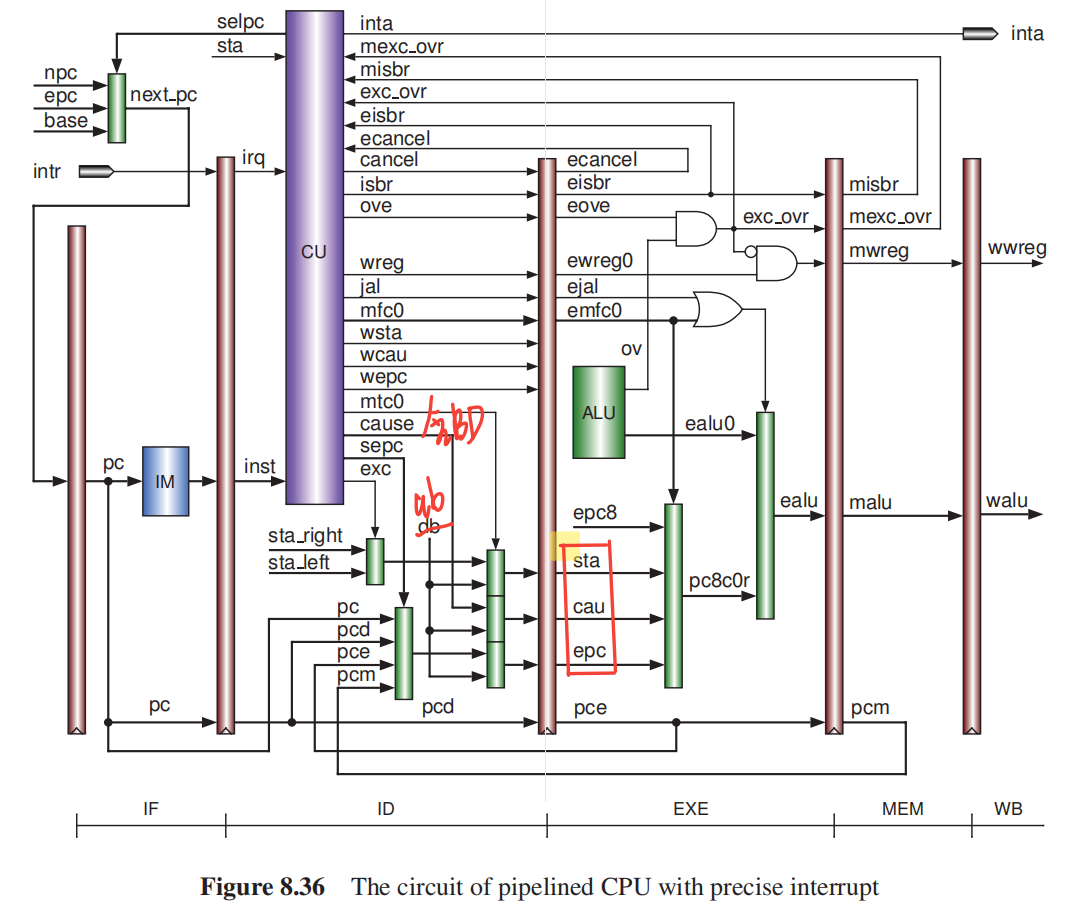 selpc
inta
inta
sta
mexc_ovr
misbr
npc
epc
next_pc
exc_ovr
base
eisbr
ecancel
intr
irq
cancel
ecancel
isbr
eisbr
misbr
ove
eove
exc_ovr
mexc_ovr
CU
wreg
ewreg0
mwreg
wwreg
jal
ejal
mfc0
emfc0
wsta
wcau
ov
wepc
mtc0
cause
ALU
ealu0
sepc
pc
IM
inst
exc
ealu
malu
walu
db
epc8
sta_right
sta_left
sta
pc8c0r
pc
cau
pcd
pce
epc
pcm
pc
pcd
pce
pcm
IF
ID
EXE
MEM
WB
Figure 8.36 The circuit of pipelined CPU with precise interrupt